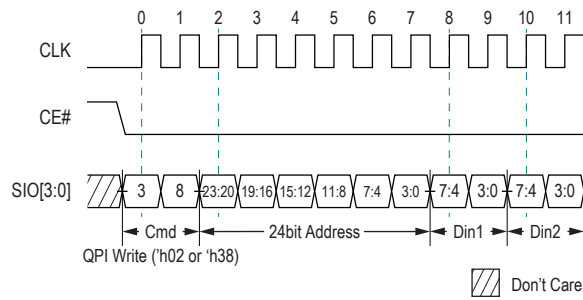 0 1 2 3 4 5 6 7 8 9 10 11
CLK
CE#
SIO[3:0] 3 8 23:20 19:16 15:12 11:8 7:4 3:0 7:4 3:0 7:4 3:0
Cmd 24bit Address Din1 Din2
QPI Write ('h02 or ‘h38)
Don't Care